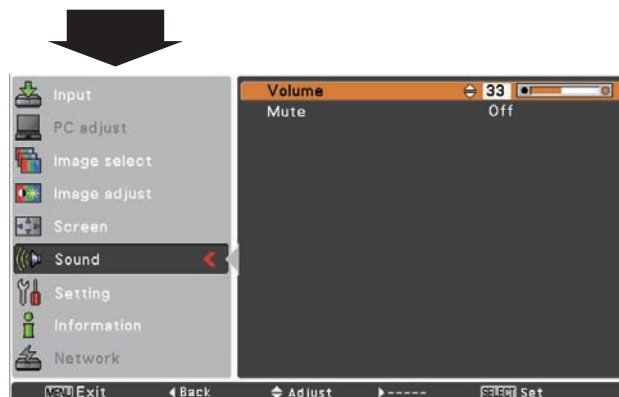 Input
PC adjust
Image select
Image adjust
Screen
Sound
Setting
Information
Network
Volume 33
Mute Off
MENU Exit Back Adjust ----- SELECT Set